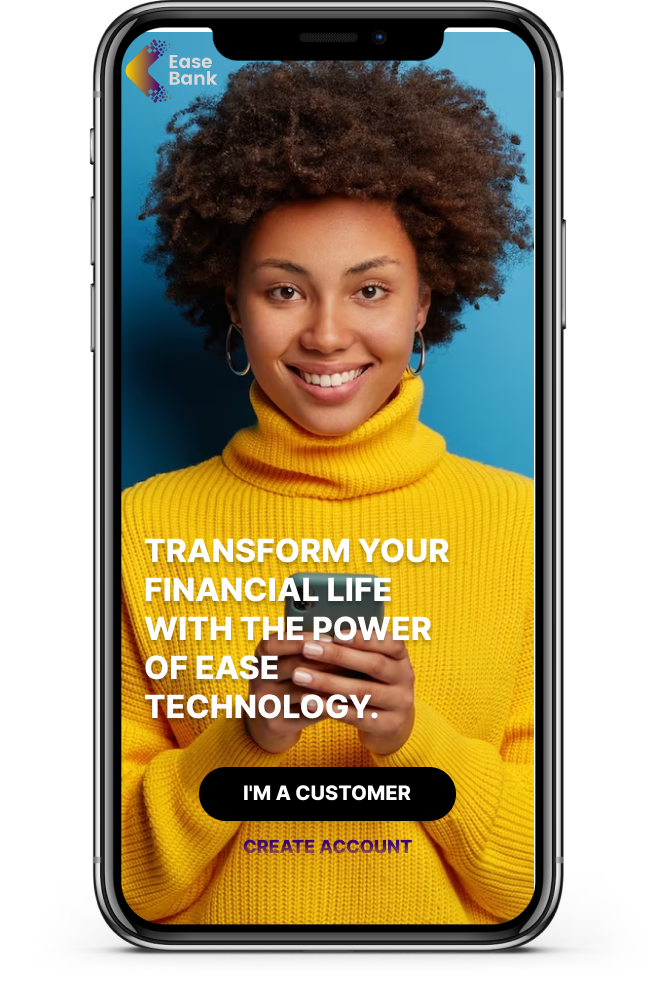 Ease
Bank
TRANSFORM YOUR
FINANCIAL LIFE
WITH THE POWER
OF EASE
TECHNOLOGY.
I'M A CUSTOMER
CREATE ACCOUNT